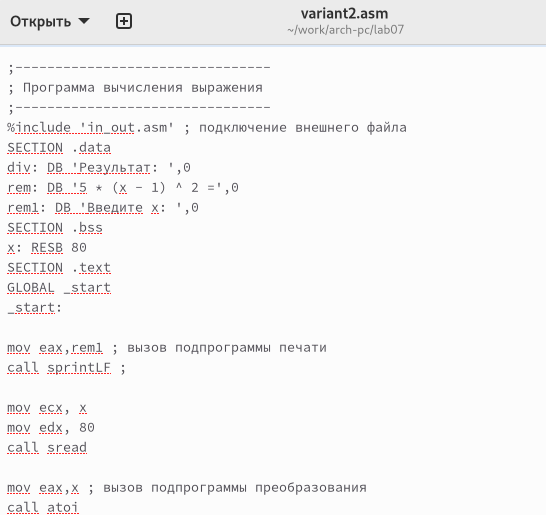 Открыть
variant2.asm
~/work/arch-pc/lab07
;--------------------------------
; Программа вычисления выражения
;--------------------------------
%include 'in_out.asm' ; подключение внешнего файла
SECTION .data
div: DB 'Результат: ',0
rem: DB '5 * (x - 1) ^ 2 =',0
rem1: DB 'Введите x: ',0
SECTION .bss
x: RESB 80
SECTION .text
GLOBAL _start
_start:
mov eax,rem1 ; вызов подпрограммы печати
call sprintLF ;
mov ecx, x
mov edx, 80
call sread
mov eax,x ; вызов подпрограммы преобразования
call atoi